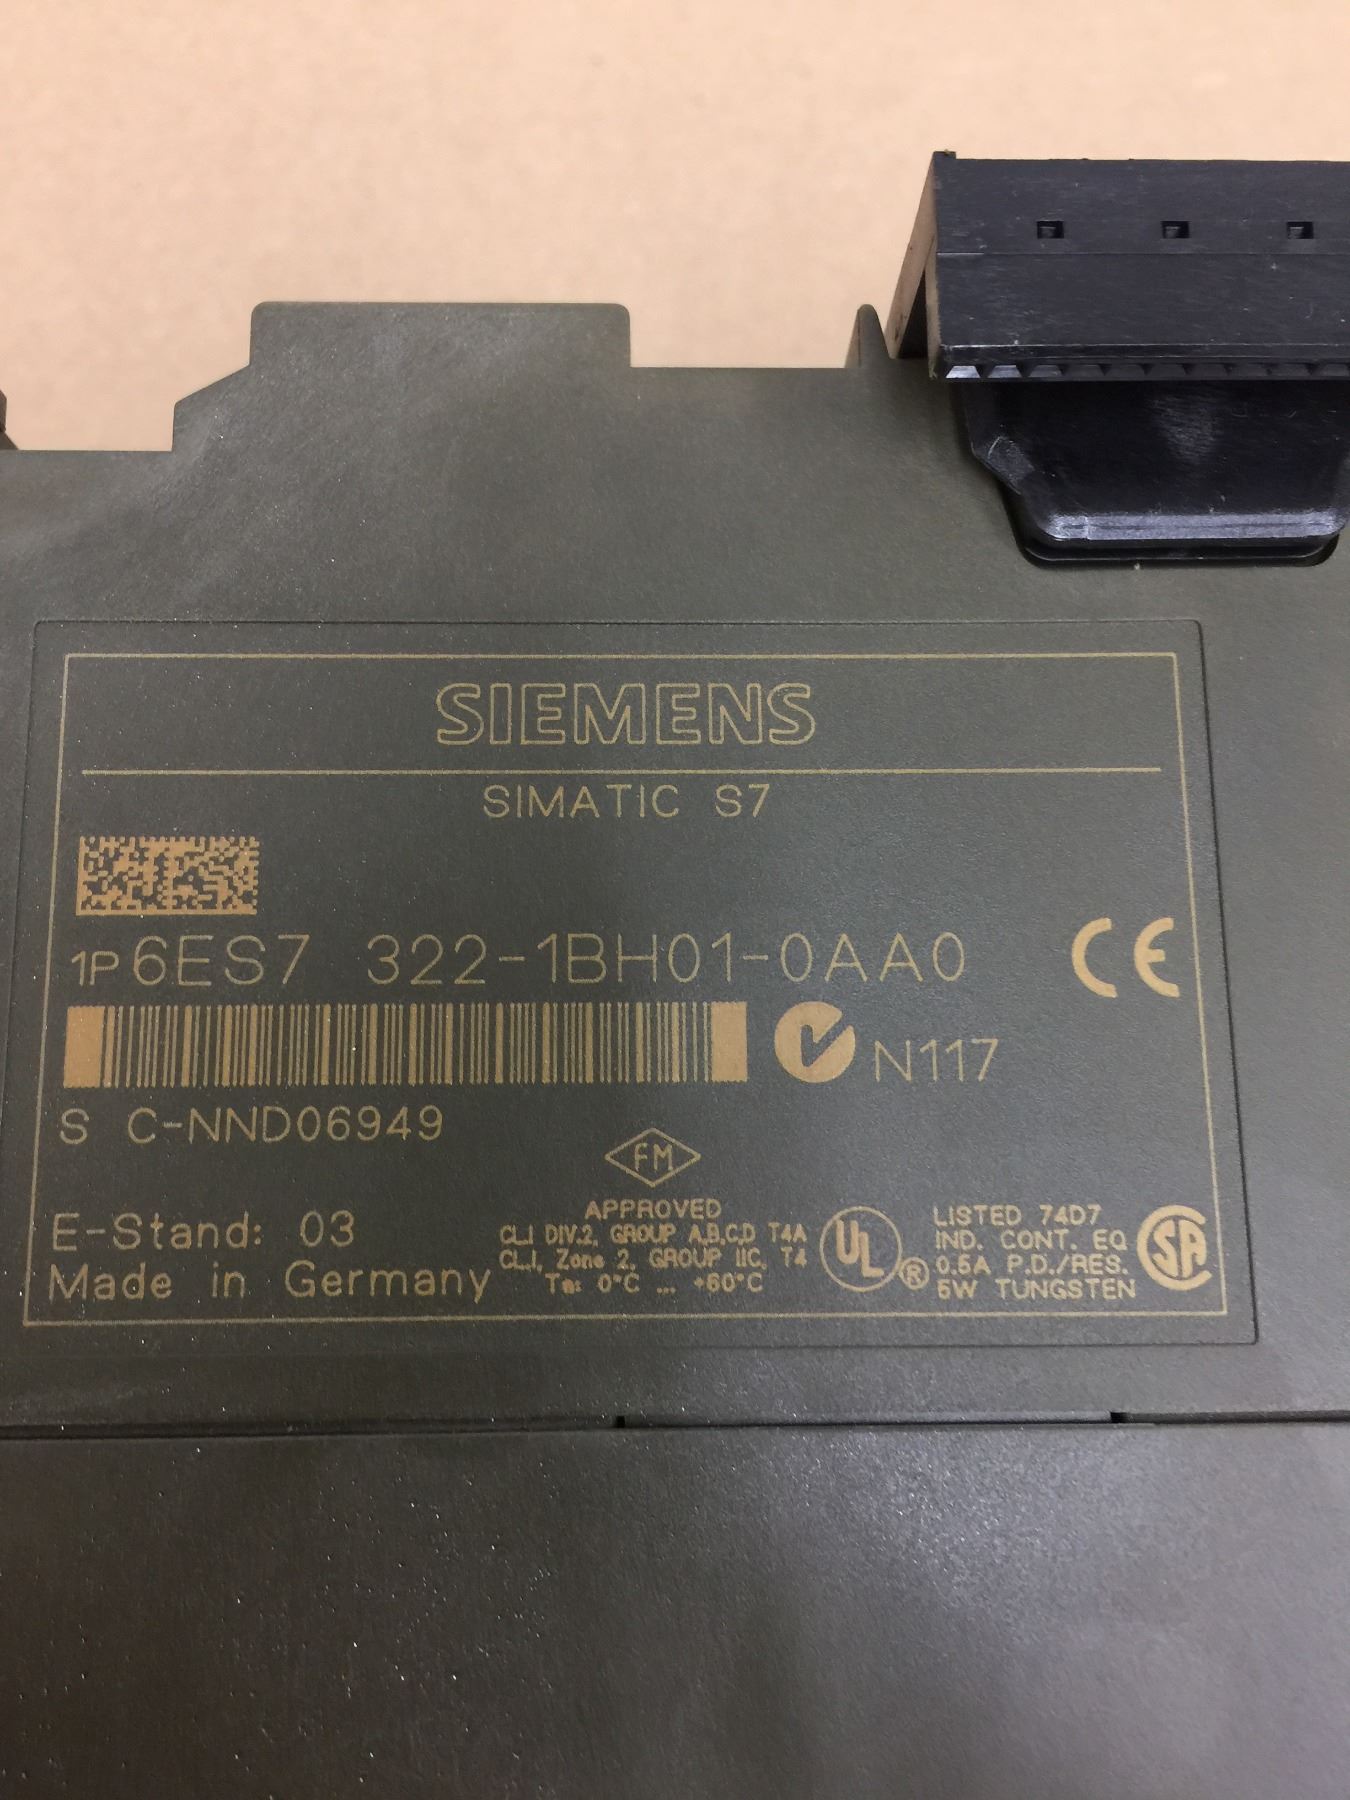 SIEMENS
SIMATIC S7
1P 6ES7 322-1BH01-0AA0
CE
N117
S C-NND06949
FM
APPROVED
CL.I DIV.2, GROUP A,B,C,D T4A
CL.I, Zone 2, GROUP IIC, T4
Ta: 0°C ... +60°C
E-Stand: 03
Made in Germany
UL ®
LISTED 74D7
IND. CONT. EQ
0.5A P.D./RES.
5W TUNGSTEN
SA